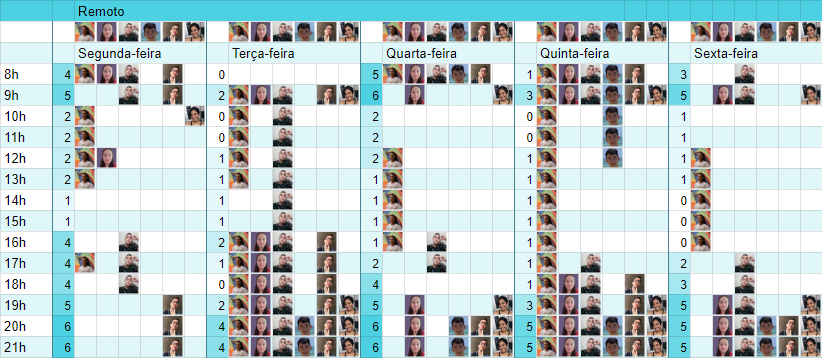 Remoto
Segunda-feira Terça-feira Quarta-feira Quinta-feira Sexta-feira
8h 4 0 5 1 3
9h 5 2 6 3 5
10h 2 0 2 0 1
11h 2 0 2 0 1
12h 2 1 2 1 1
13h 2 1 1 1 1
14h 1 1 1 1 0
15h 1 1 1 1 0
16h 4 2 1 1 0
17h 4 1 2 1 2
18h 4 0 4 1 3
19h 5 2 5 3 5
20h 6 4 6 5 5
21h 6 4 6 5 5